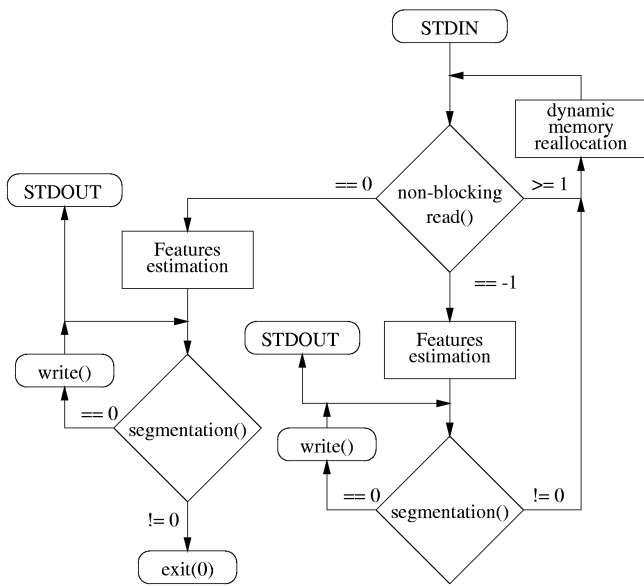 STDIN
dynamic
memory
reallocation
== 0
non-blocking
read()
>= 1
STDOUT
Features
estimation
== -1
STDOUT
Features
estimation
write()
== 0
segmentation()
write()
== 0
segmentation()
!= 0
!= 0
exit(0)